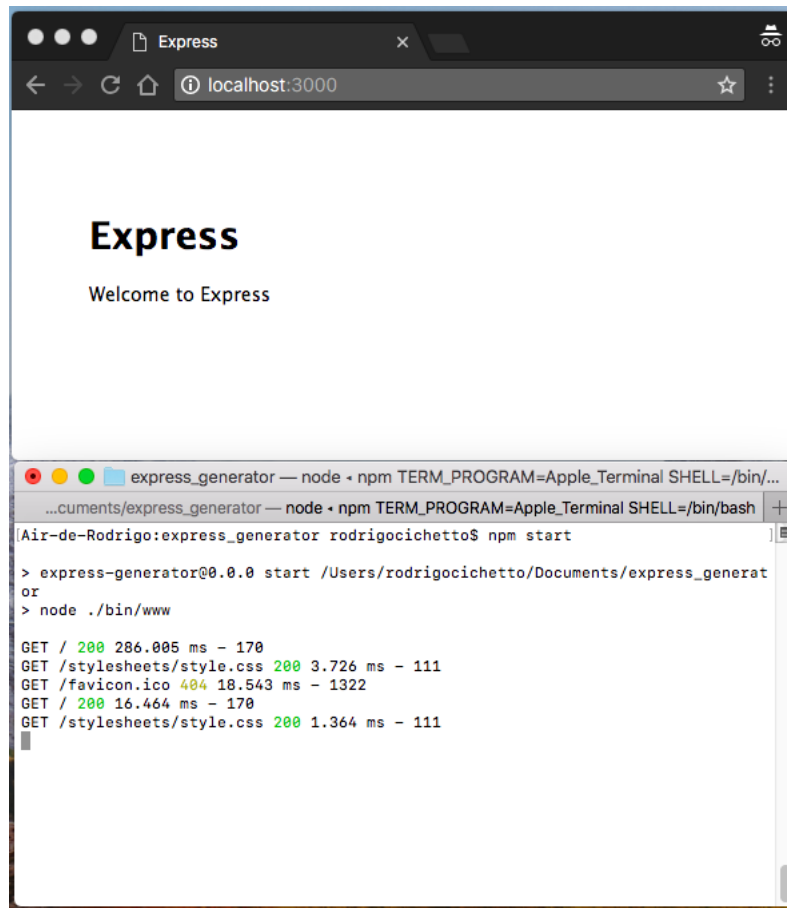 Express
localhost:3000
Express
Welcome to Express
express_generator — node ◂ npm TERM_PROGRAM=Apple_Terminal SHELL=/bin/...
...cuments/express_generator — node ◂ npm TERM_PROGRAM=Apple_Terminal SHELL=/bin/bash
[Air-de-Rodrigo:express_generator rodrigocichetto$ npm start ]
> express-generator@0.0.0 start /Users/rodrigocichetto/Documents/express_generat
or
> node ./bin/www
GET / 200 286.005 ms - 170
GET /stylesheets/style.css 200 3.726 ms - 111
GET /favicon.ico 404 18.543 ms - 1322
GET / 200 16.464 ms - 170
GET /stylesheets/style.css 200 1.364 ms - 111